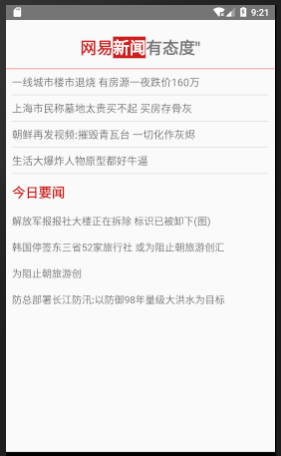 9:21
网易新闻有态度"
一线城市楼市退烧 有房源一夜跌价160万
上海市民称墓地太贵买不起 买房存骨灰
朝鲜再发视频:摧毁青瓦台 一切化作灰烬
生活大爆炸人物原型都好牛逼
今日要闻
解放军报报社大楼正在拆除 标识已被卸下(图)
韩国停签东三省52家旅行社 或为阻止朝旅游创汇
为阻止朝旅游创
防总部署长江防汛:以防御98年量级大洪水为目标